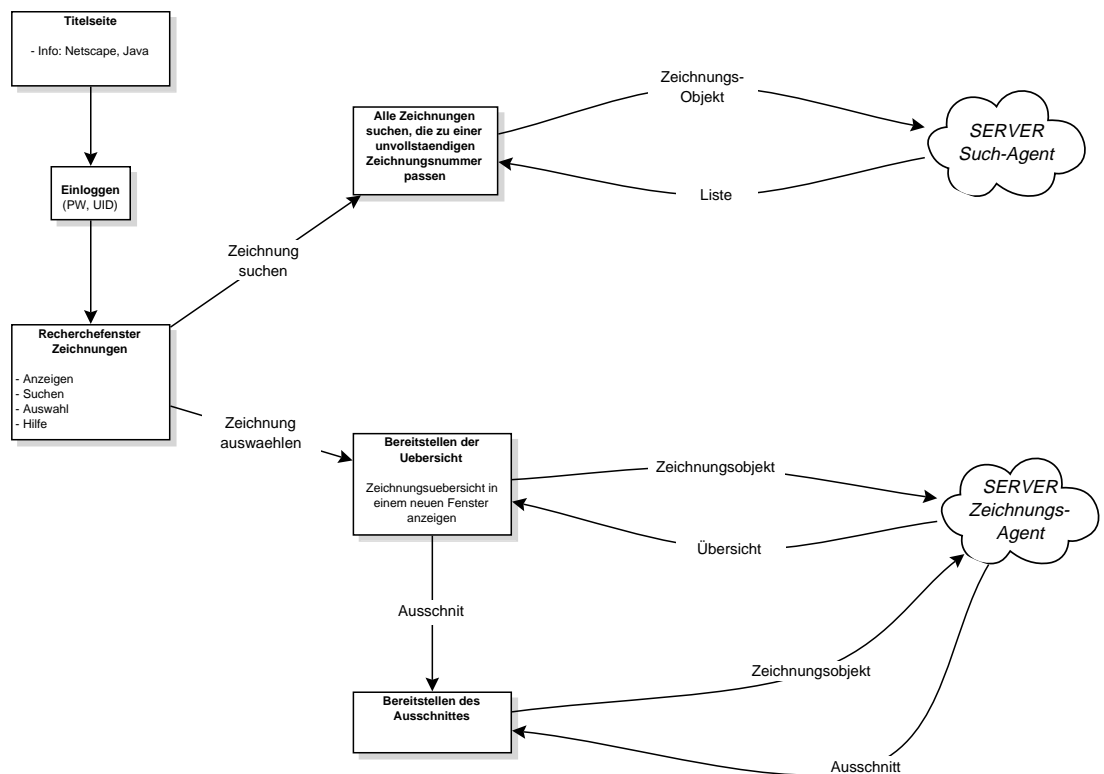 Titelseite
- Info: Netscape, Java
Einloggen
(PW, UID)
Recherchefenster
Zeichnungen
- Anzeigen
- Suchen
- Auswahl
- Hilfe
Zeichnung
suchen
Alle Zeichnungen
suchen, die zu einer
unvollstaendigen
Zeichnungsnummer
passen
Zeichnungs-
Objekt
SERVER
Such-Agent
Liste
Zeichnung
auswaehlen
Bereitstellen der
Uebersicht
Zeichnungsuebersicht in
einem neuen Fenster
anzeigen
Zeichnungsobjekt
SERVER
Zeichnungs-
Agent
Übersicht
Ausschnit
Zeichnungsobjekt
Bereitstellen des
Ausschnittes
Ausschnitt